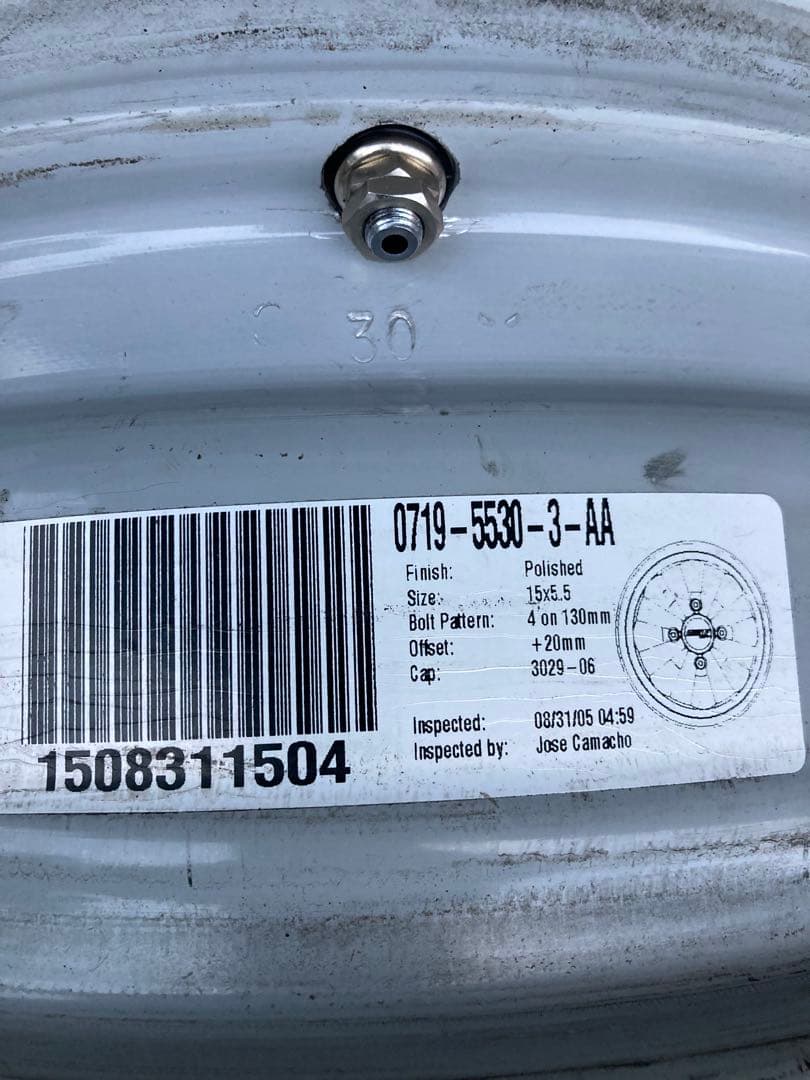 30
0719-5530-3-AA
Finish: Polished
Size: 15x5.5
Bolt Pattern: 4 on 130mm
Offset: +20mm
Cap: 3029-06
Inspected: 08/31/05 04:59
Inspected by: Jose Camacho
1508311504